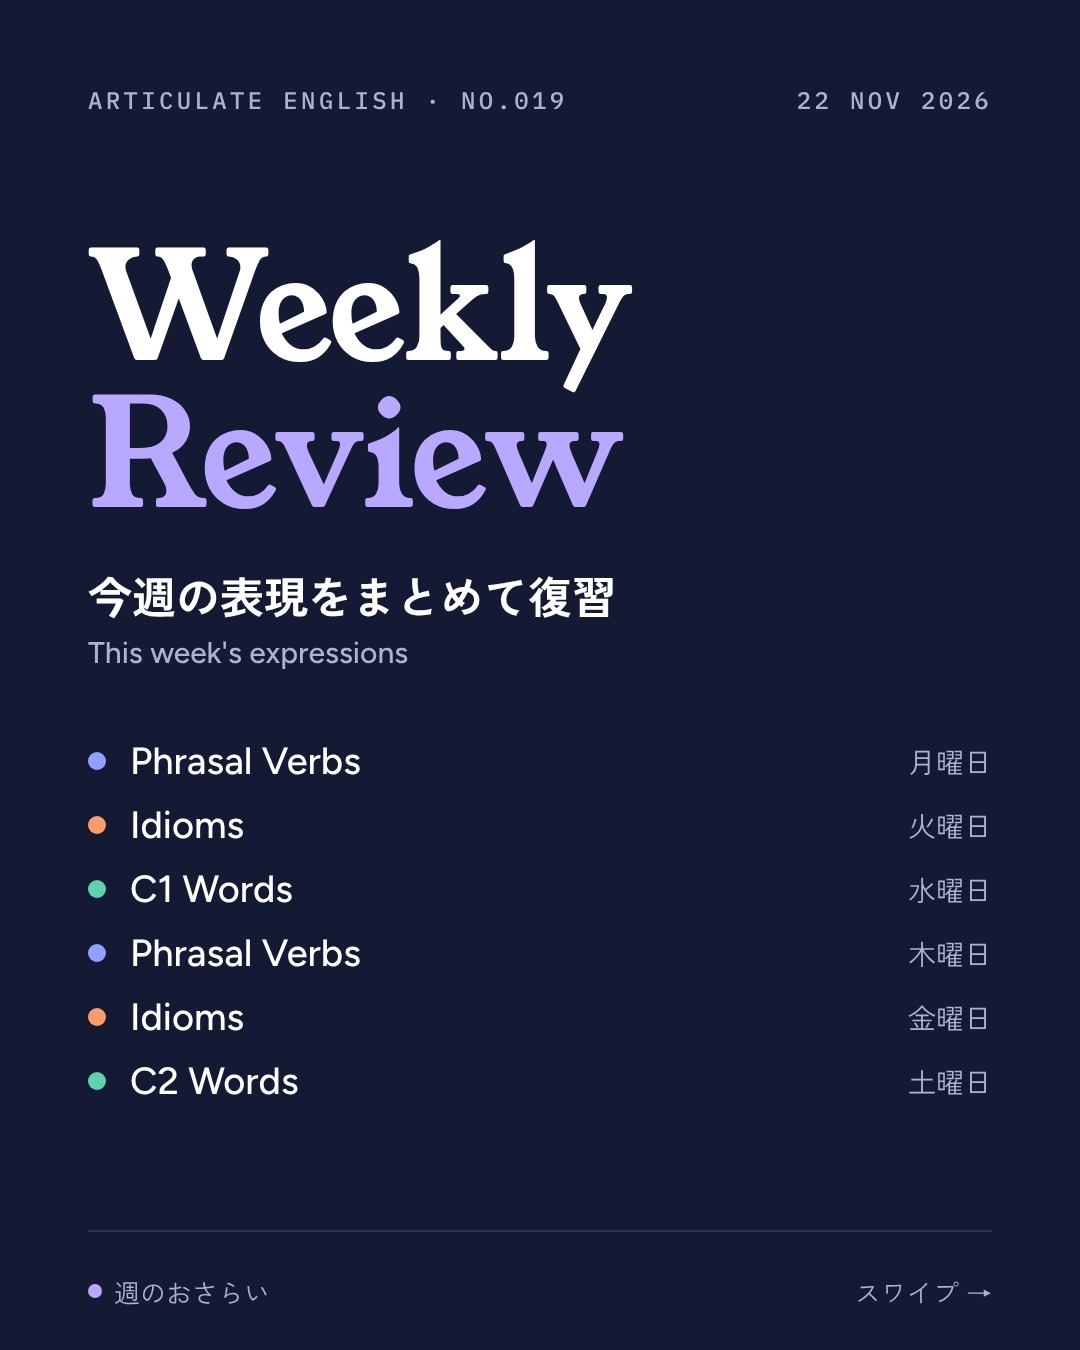 ARTICULATE ENGLISH · NO.019 22 NOV 2026
Weekly
Review
今週の表現をまとめて復習
This week's expressions
Phrasal Verbs 月曜日
Idioms 火曜日
C1 Words 水曜日
Phrasal Verbs 木曜日
Idioms 金曜日
C2 Words 土曜日
週のおさらい スワイプ →